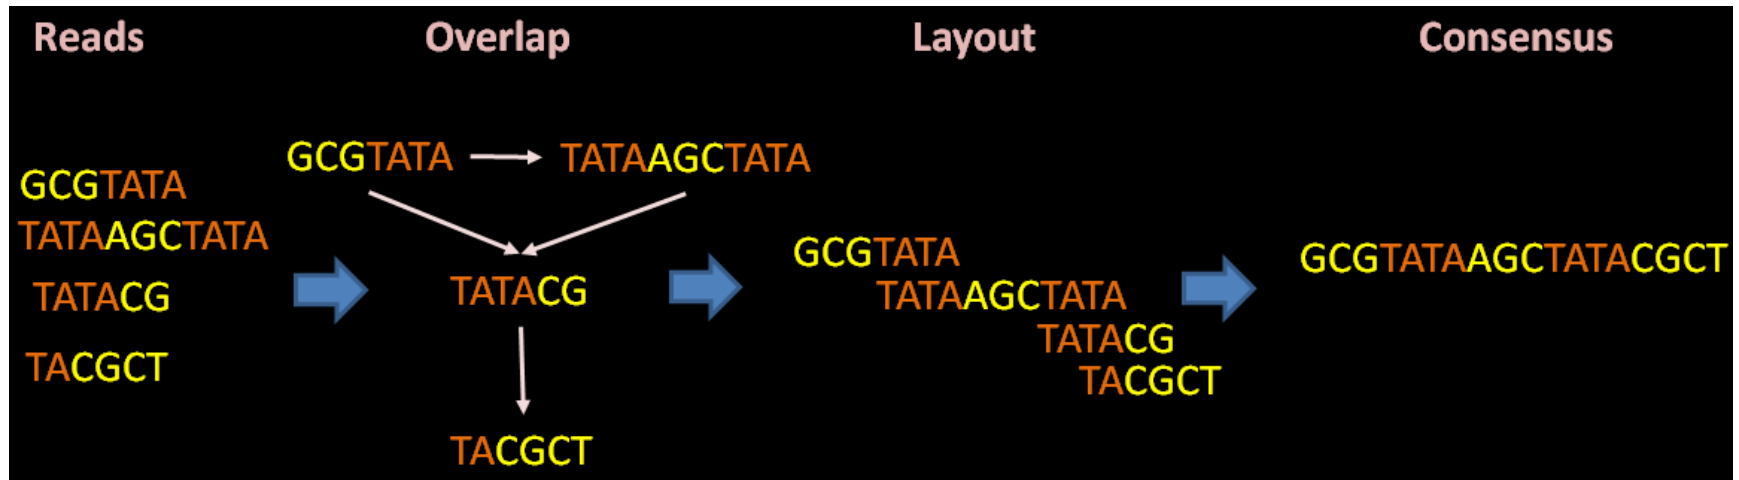 Reads
GCGTATA
TATAAGCTATA
TATACG
TACGCT
Overlap
GCGTATA
TATAAGCTATA
TATACG
TACGCT
Layout
GCGTATA
TATAAGCTATA
TATACG
TACGCT
Consensus
GCGTATAAGCTATACGCT